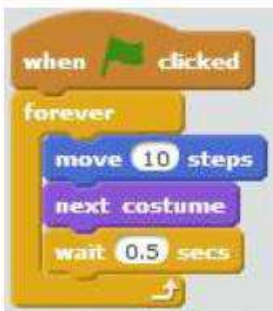 when clicked
forever
move 10 steps
next costume
wait 0.5 secs